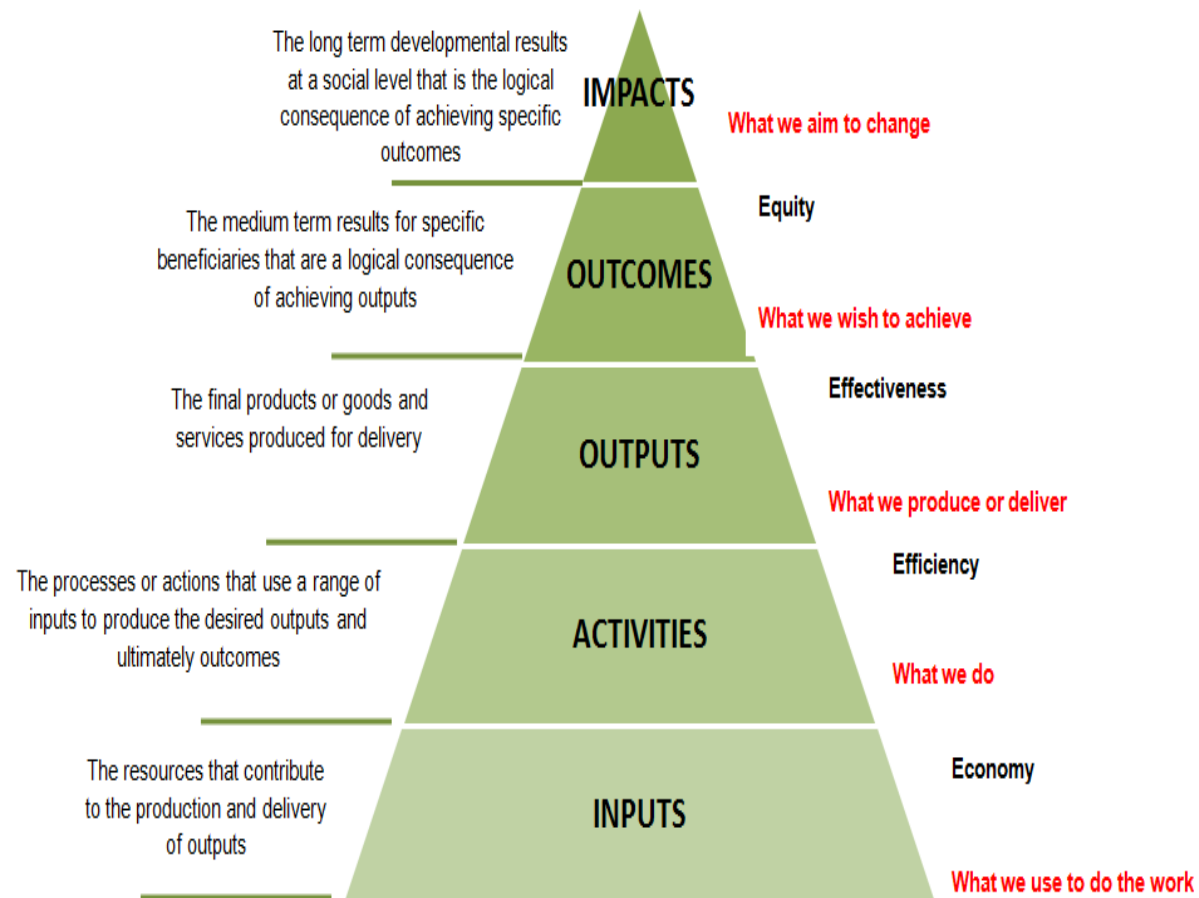 The long term developmental results
at a social level that is the logical
consequence of achieving specific
outcomes
IMPACTS
What we aim to change
Equity
The medium term results for specific
beneficiaries that are a logical consequence
of achieving outputs
OUTCOMES
What we wish to achieve
Effectiveness
The final products or goods and
services produced for delivery
OUTPUTS
What we produce or deliver
Efficiency
The processes or actions that use a range of
inputs to produce the desired outputs and
ultimately outcomes
ACTIVITIES
What we do
Economy
The resources that contribute
to the production and delivery
of outputs
INPUTS
What we use to do the work